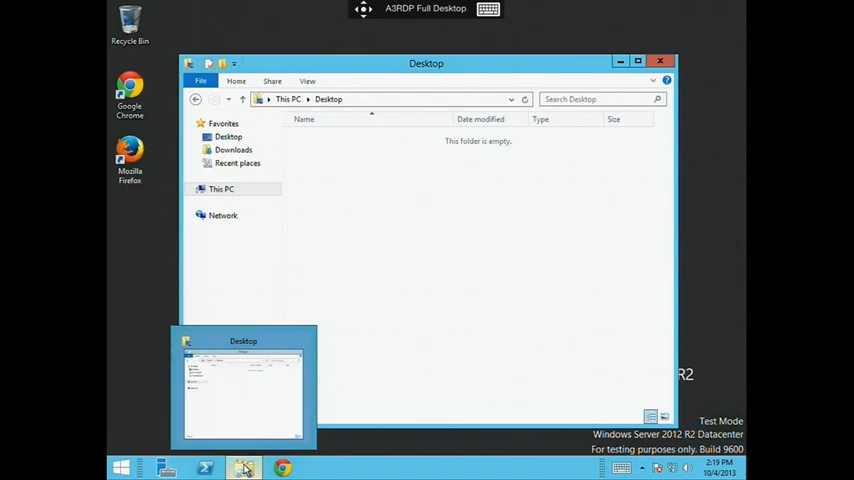 A3RDP Full Desktop
Recycle Bin
Desktop
File Home Share View
This PC Desktop
Search Desktop
Google
Chrome
Favorites
Name Date modified Type Size
Desktop
This folder is empty.
Downloads
Recent places
Mozilla
Firefox
This PC
Network
Desktop
R2
Test Mode
Windows Server 2012 R2 Datacenter
For testing purposes only. Build 9600
2:19 PM
10/4/2013